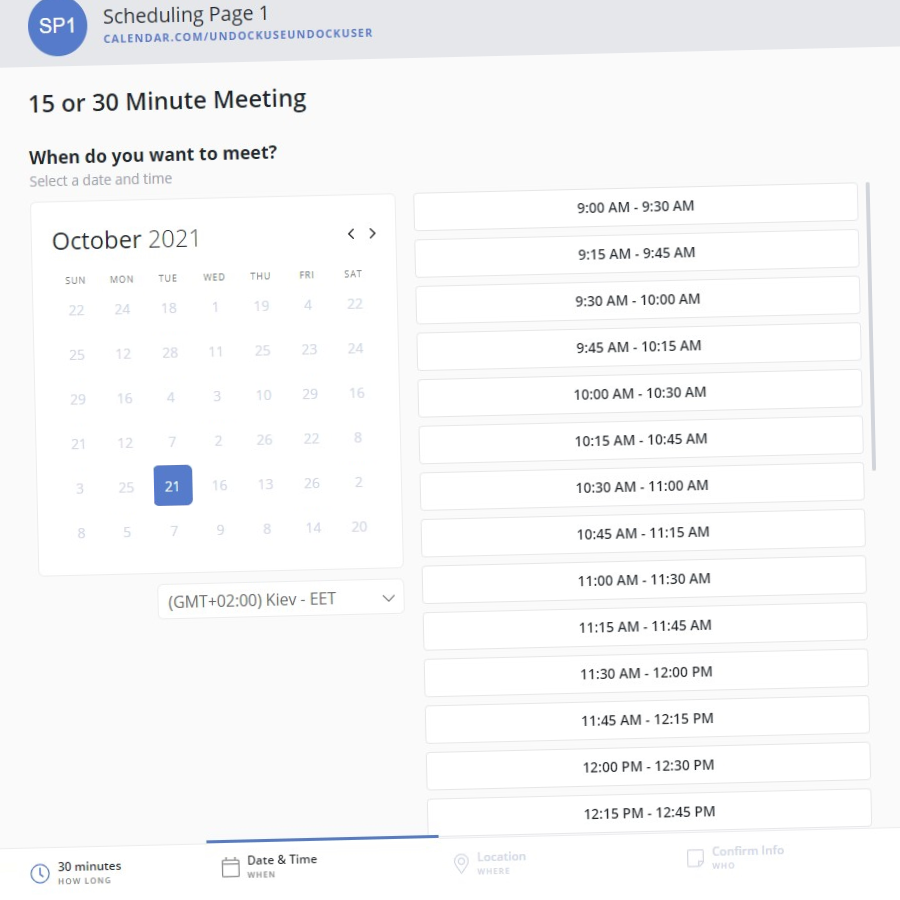 SP1
Scheduling Page 1
CALENDAR.COM/UNDOCKUSEUNDOCKUSER
15 or 30 Minute Meeting
When do you want to meet?
Select a date and time
October 2021
SUN MON TUE WED THU FRI SAT
22 24 18 1 19 4 22
25 12 28 11 25 23 24
29 16 4 3 10 29 16
21 12 7 2 26 22 8
3 25 21 16 13 26 2
8 5 7 9 8 14 20
(GMT+02:00) Kiev - EET
9:00 AM - 9:30 AM
9:15 AM - 9:45 AM
9:30 AM - 10:00 AM
9:45 AM - 10:15 AM
10:00 AM - 10:30 AM
10:15 AM - 10:45 AM
10:30 AM - 11:00 AM
10:45 AM - 11:15 AM
11:00 AM - 11:30 AM
11:15 AM - 11:45 AM
11:30 AM - 12:00 PM
11:45 AM - 12:15 PM
12:00 PM - 12:30 PM
12:15 PM - 12:45 PM
30 minutes
HOW LONG
Date & Time
WHEN
Location
WHERE
Confirm Info
WHO